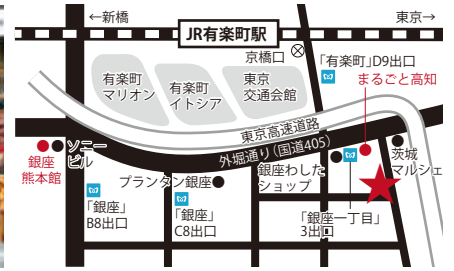 ←新橋
東京→
JR有楽町駅
京橋口
「有楽町」D9出口
まるごと高知
有楽町
マリオン
有楽町
イトシア
東京
交通会館
東京高速道路
外堀通り(国道405)
ソニー
ビル
銀座
熊本館
プランタン銀座
銀座わした
ショップ
茨城
マルシェ
「銀座」
B8出口
「銀座」
C8出口
「銀座一丁目」
3出口